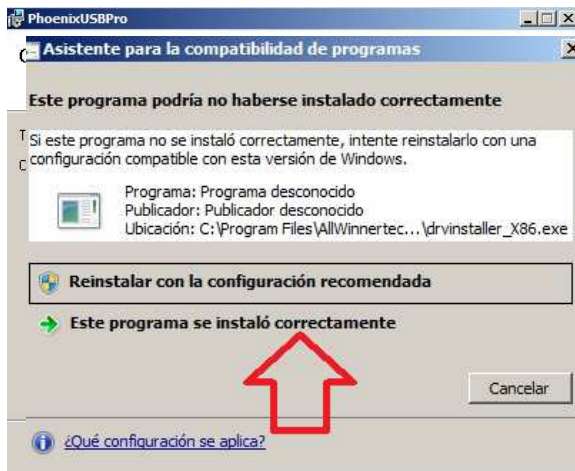 PhoenixUSBPro
Asistente para la compatibilidad de programas
Este programa podría no haberse instalado correctamente
Si este programa no se instaló correctamente, intente reinstalarlo con una
configuración compatible con esta versión de Windows.
Programa: Programa desconocido
Publicador: Publicador desconocido
Ubicación: C:\Program Files\AllWinnertec...\drvinstaller_X86.exe
Reinstalar con la configuración recomendada
Este programa se instaló correctamente
Cancelar
¿Qué configuración se aplica?